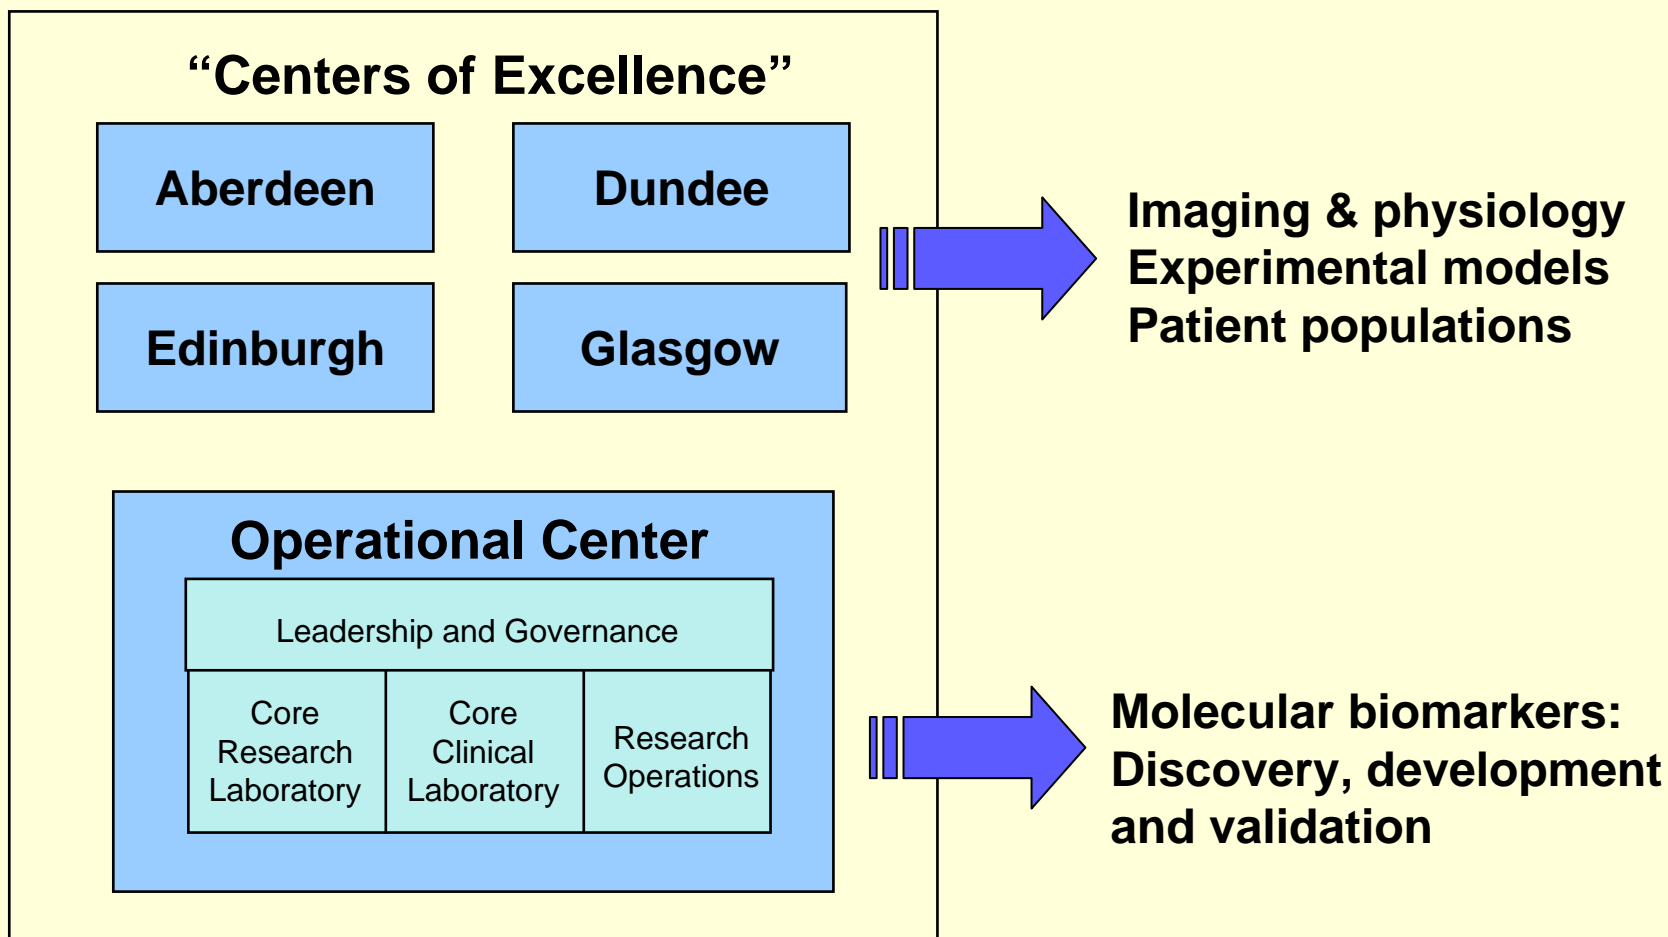 “Centers of Excellence”
Aberdeen
Dundee
Edinburgh
Glasgow
Imaging & physiology
Experimental models
Patient populations
Operational Center
Leadership and Governance
Core
Research
Laboratory
Core
Clinical
Laboratory
Research
Operations
Molecular biomarkers:
Discovery, development
and validation